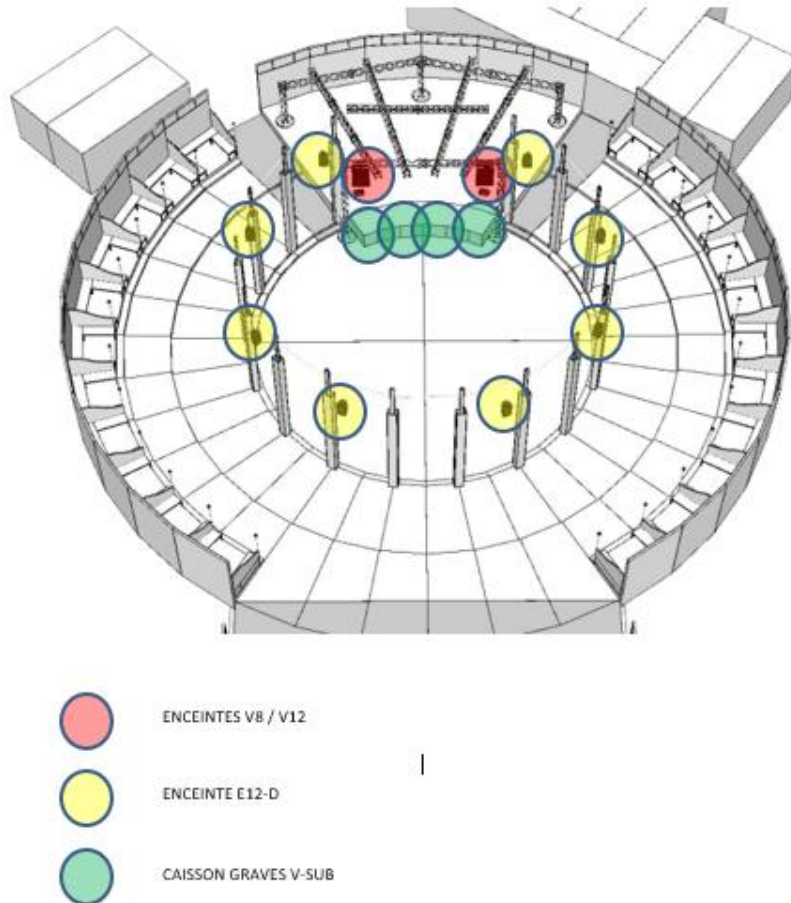 ENCEINTES V8 / V12
ENCEINTE E12-D
CAISSON GRAVES V-SUB